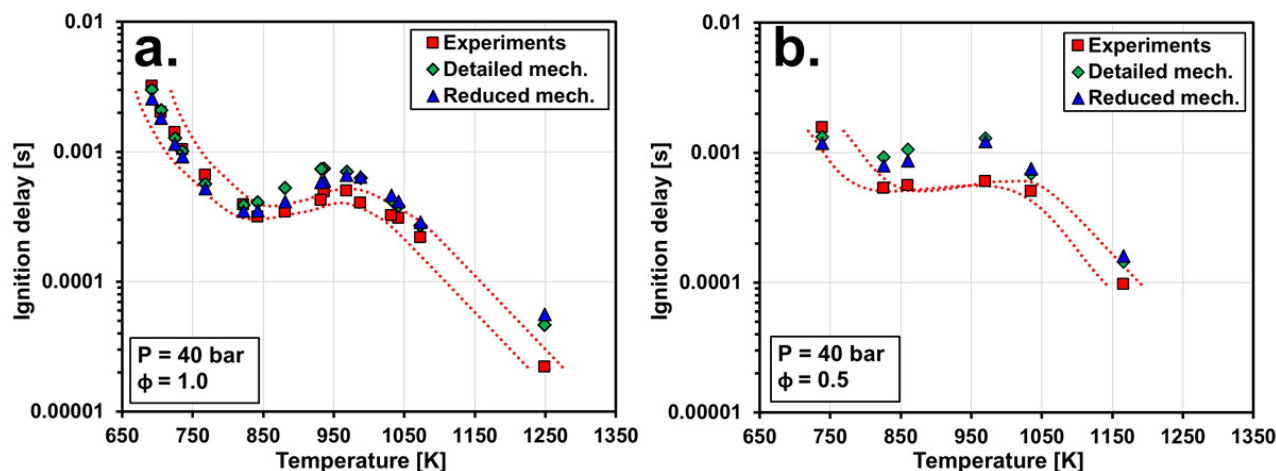 a.
Experiments
Detailed mech.
Reduced mech.
Ignition delay [s]
0.01
0.001
0.0001
0.00001
P = 40 bar
ϕ = 1.0
650 750 850 950 1050 1150 1250 1350
Temperature [K]
b.
Experiments
Detailed mech.
Reduced mech.
Ignition delay [s]
0.01
0.001
0.0001
0.00001
P = 40 bar
ϕ = 0.5
650 750 850 950 1050 1150 1250 1350
Temperature [K]